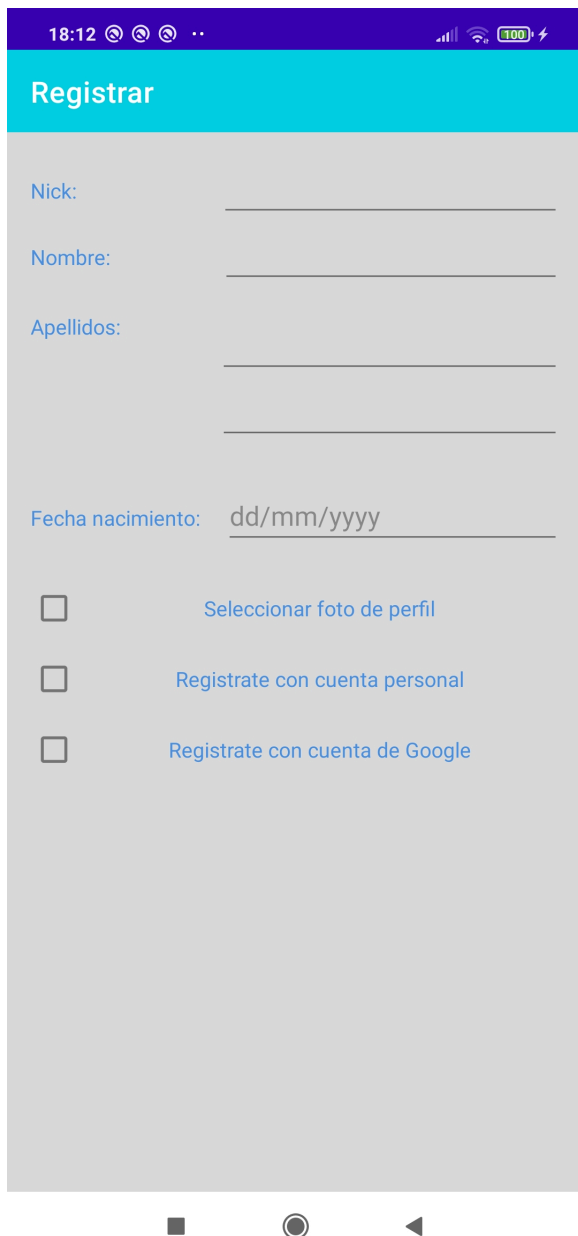 18:12
100
Registrar
Nick:
Nombre:
Apellidos:
Fecha nacimiento: dd/mm/yyyy
Seleccionar foto de perfil
Registrate con cuenta personal
Registrate con cuenta de Google